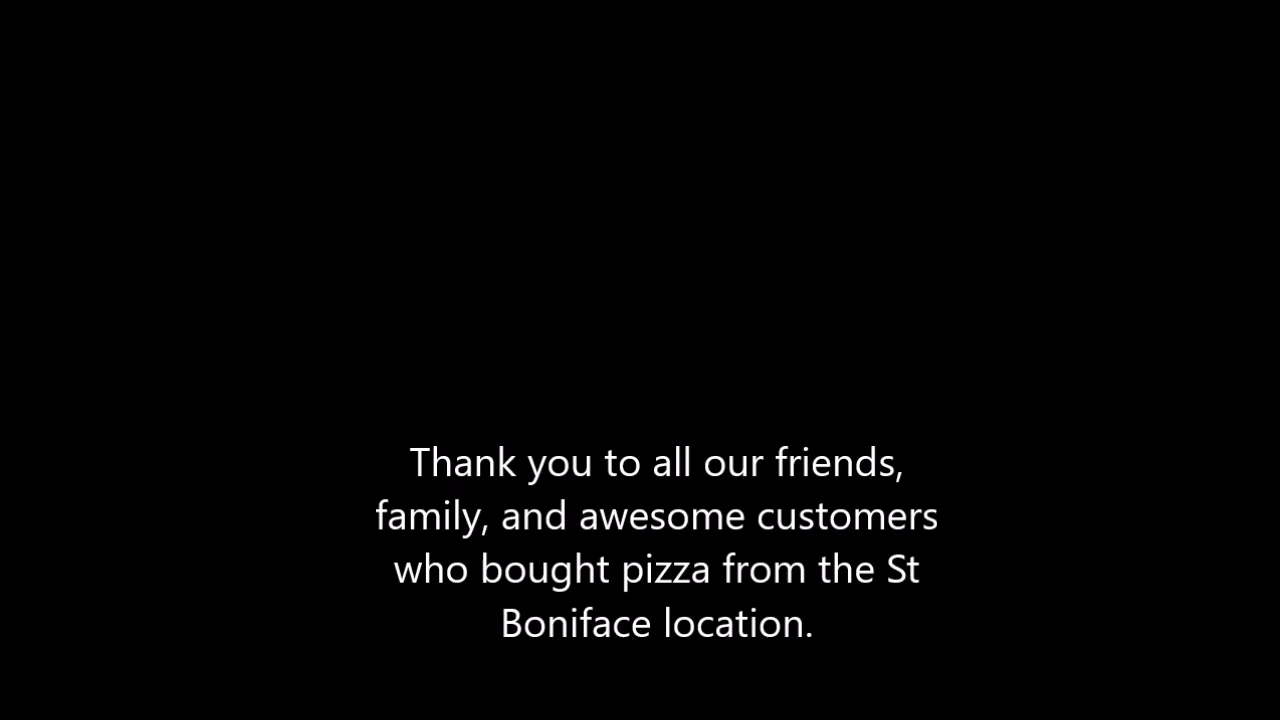 Thank you to all our friends,
family, and awesome customers
who bought pizza from the St
Boniface location.